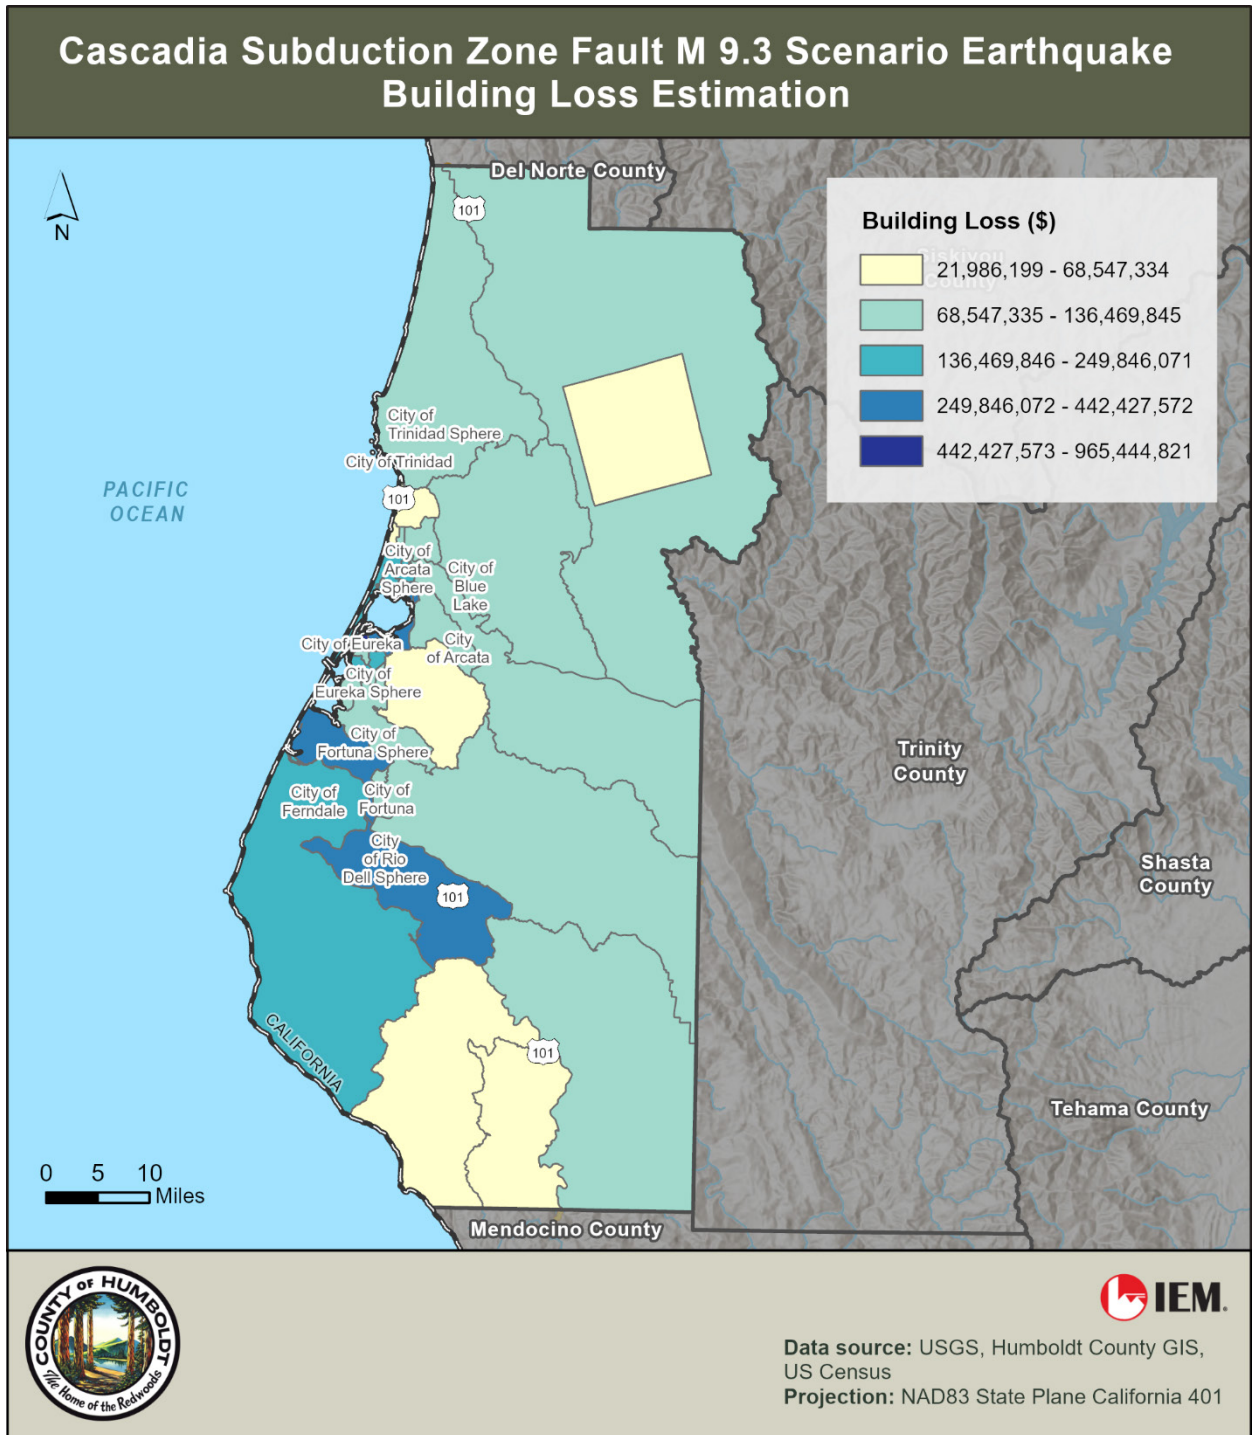 Cascadia Subduction Zone Fault M 9.3 Scenario Earthquake
Building Loss Estimation
Del Norte County
101
N
Building Loss ($)
Siskiyou
County
21,986,199 - 68,547,334
68,547,335 - 136,469,845
136,469,846 - 249,846,071
249,846,072 - 442,427,572
442,427,573 - 965,444,821
City of
Trinidad Sphere
City of Trinidad
PACIFIC
OCEAN
101
City of
Arcata
Sphere
City of
Blue
Lake
City of Eureka
City
of Arcata
City of
Eureka Sphere
City of
Fortuna Sphere
Trinity
County
City of
Ferndale
City of
Fortuna
City
of Rio
Dell Sphere
101
Shasta
County
CALIFORNIA
101
Tehama County
0 5 10
Miles
Mendocino County
COUNTY OF HUMBOLDT
The Home of the Redwoods
IEM.
Data source: USGS, Humboldt County GIS,
US Census
Projection: NAD83 State Plane California 401